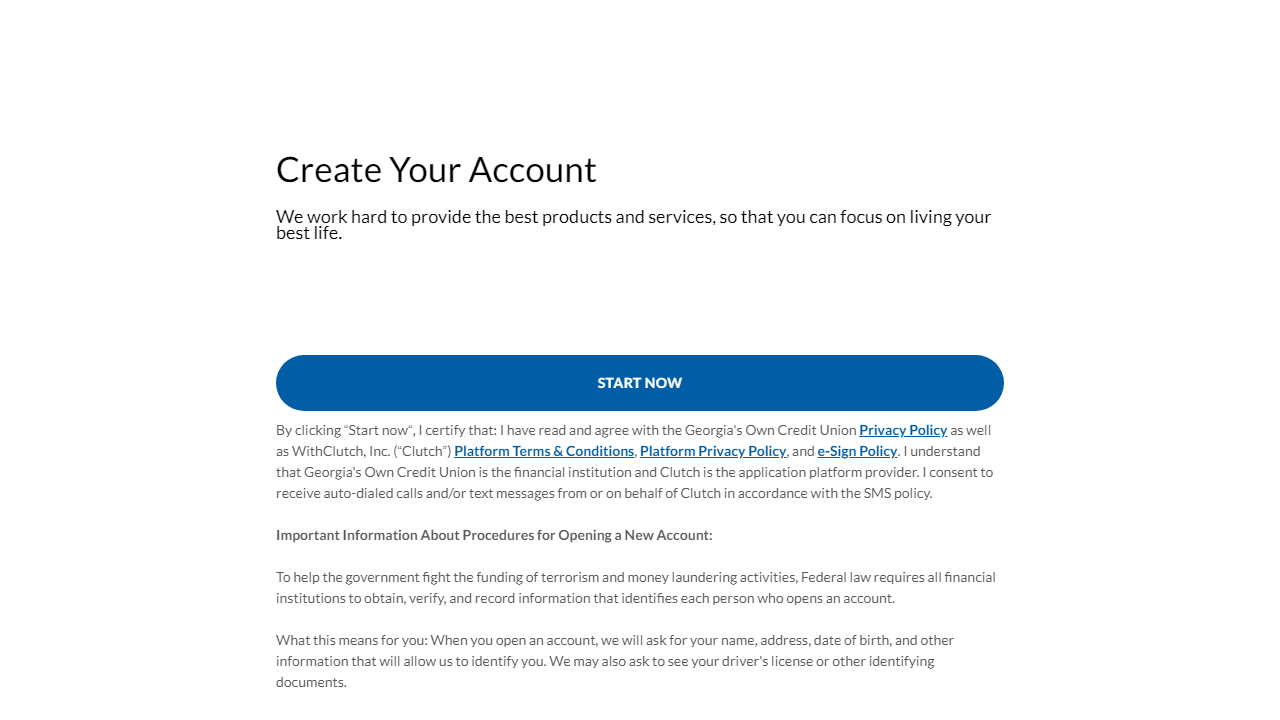 Create Your Account
We work hard to provide the best products and services, so that you can focus on living your
best life.
START NOW
By clicking “Start now“, I certify that: I have read and agree with the Georgia's Own Credit Union Privacy Policy as well
as WithClutch, Inc. (“Clutch”) Platform Terms & Conditions, Platform Privacy Policy, and e-Sign Policy. I understand
that Georgia's Own Credit Union is the financial institution and Clutch is the application platform provider. I consent to
receive auto-dialed calls and/or text messages from or on behalf of Clutch in accordance with the SMS policy.
Important Information About Procedures for Opening a New Account:
To help the government fight the funding of terrorism and money laundering activities, Federal law requires all financial
institutions to obtain, verify, and record information that identifies each person who opens an account.
What this means for you: When you open an account, we will ask for your name, address, date of birth, and other
information that will allow us to identify you. We may also ask to see your driver's license or other identifying
documents.